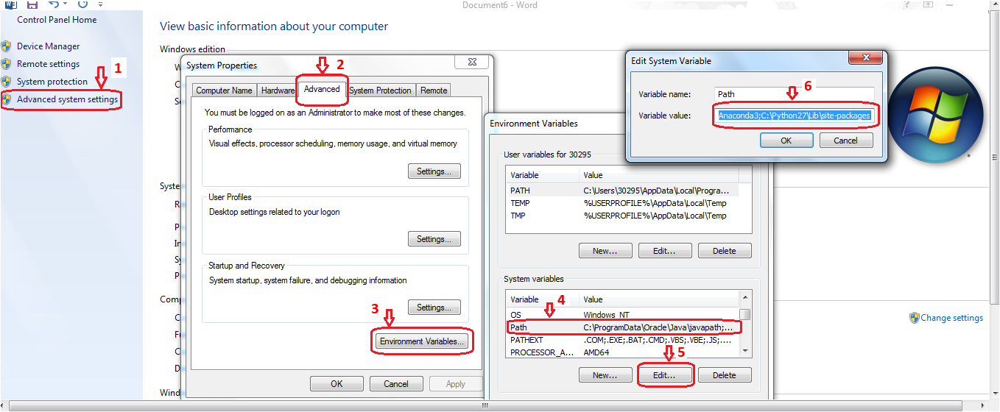 Document6 - Word
Control Panel Home
Device Manager
Remote settings
1
System protection
Advanced system settings
View basic information about your computer
Windows edition
System Properties
2
Computer Name
Hardware
Advanced
System Protection
Remote
You must be logged on as an Administrator to make most of these changes.
Performance
Visual effects, processor scheduling, memory usage, and virtual memory
Settings...
User Profiles
Desktop settings related to your logon
Settings...
Startup and Recovery
System startup, system failure, and debugging information
Settings...
3
Environment Variables...
OK
Cancel
Apply
Environment Variables
User variables for 30295
Variable Value
PATH C:\Users\30295\AppData\Local\Progra...
TEMP %USERPROFILE%\AppData\Local\Temp
TMP %USERPROFILE%\AppData\Local\Temp
New...
Edit...
Delete
System variables
Variable Value
4
OS Windows_NT
Path C:\ProgramData\Oracle\Java\javapath;...
PATHEXT .COM;.EXE;.BAT;.CMD;.VBS;.VBE;.JS;....
PROCESSOR_A... AMD64
5
New...
Edit...
Delete
Edit System Variable
6
Variable name: Path
Variable value: Anaconda3;C:\Python27\Lib\site-packages
OK
Cancel
Change settings
Syste
Comp
Wind